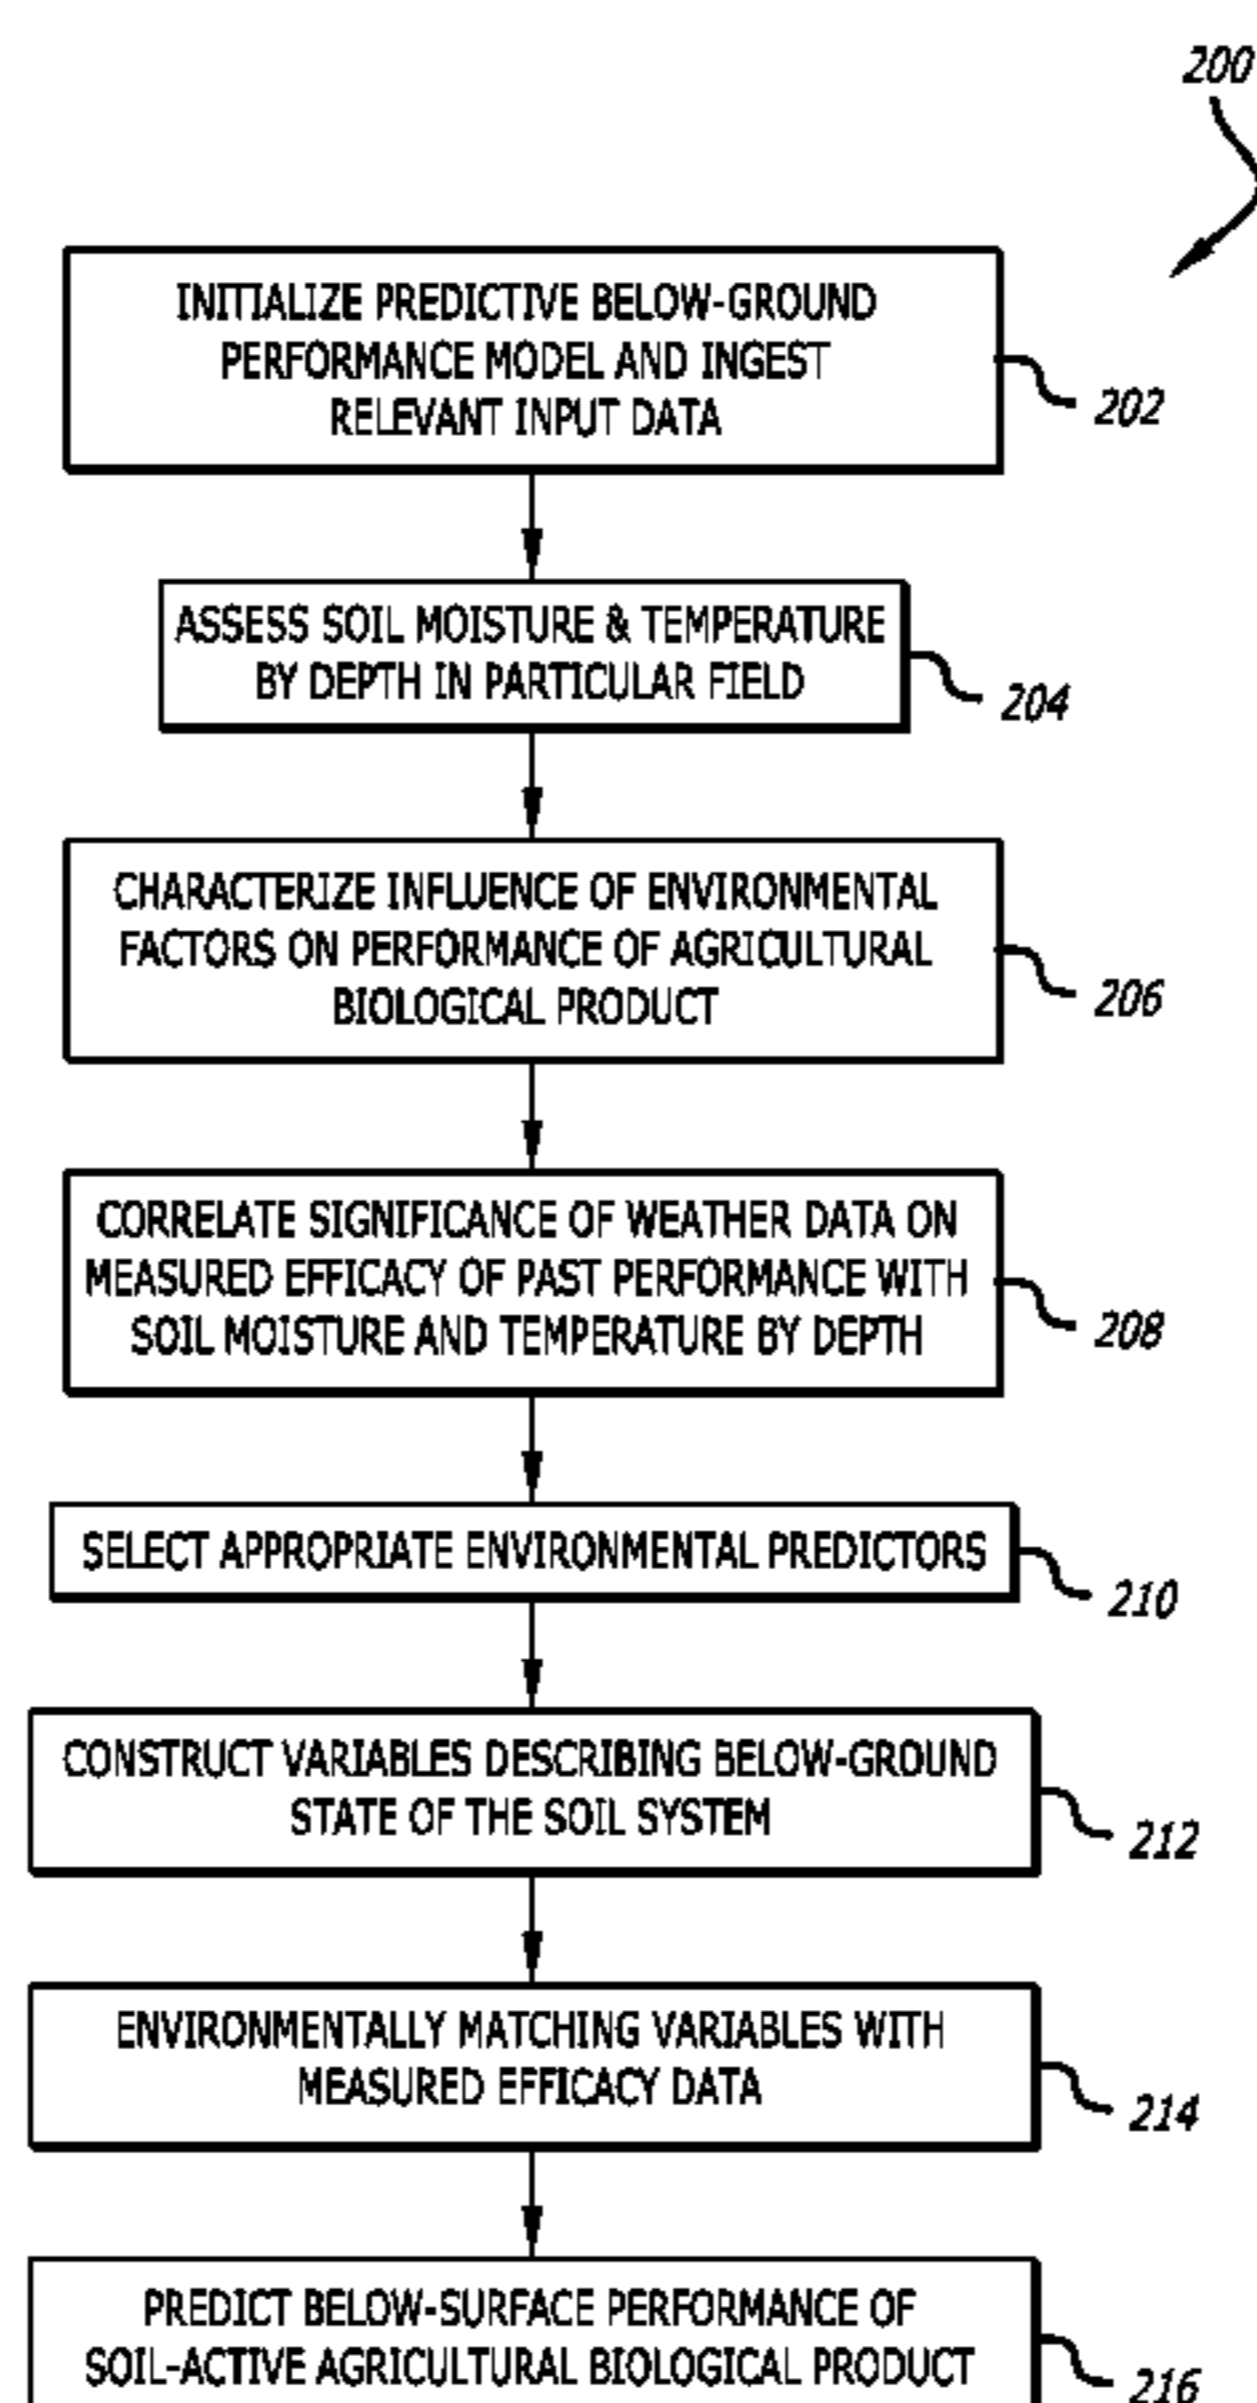 200
INITIALIZE PREDICTIVE BELOW-GROUND
PERFORMANCE MODEL AND INGEST
RELEVANT INPUT DATA
202
ASSESS SOIL MOISTURE & TEMPERATURE
BY DEPTH IN PARTICULAR FIELD
204
CHARACTERIZE INFLUENCE OF ENVIRONMENTAL
FACTORS ON PERFORMANCE OF AGRICULTURAL
BIOLOGICAL PRODUCT
206
CORRELATE SIGNIFICANCE OF WEATHER DATA ON
MEASURED EFFICACY OF PAST PERFORMANCE WITH
SOIL MOISTURE AND TEMPERATURE BY DEPTH
208
SELECT APPROPRIATE ENVIRONMENTAL PREDICTORS
210
CONSTRUCT VARIABLES DESCRIBING BELOW-GROUND
STATE OF THE SOIL SYSTEM
212
ENVIRONMENTALLY MATCHING VARIABLES WITH
MEASURED EFFICACY DATA
214
PREDICT BELOW-SURFACE PERFORMANCE OF
SOIL-ACTIVE AGRICULTURAL BIOLOGICAL PRODUCT
216